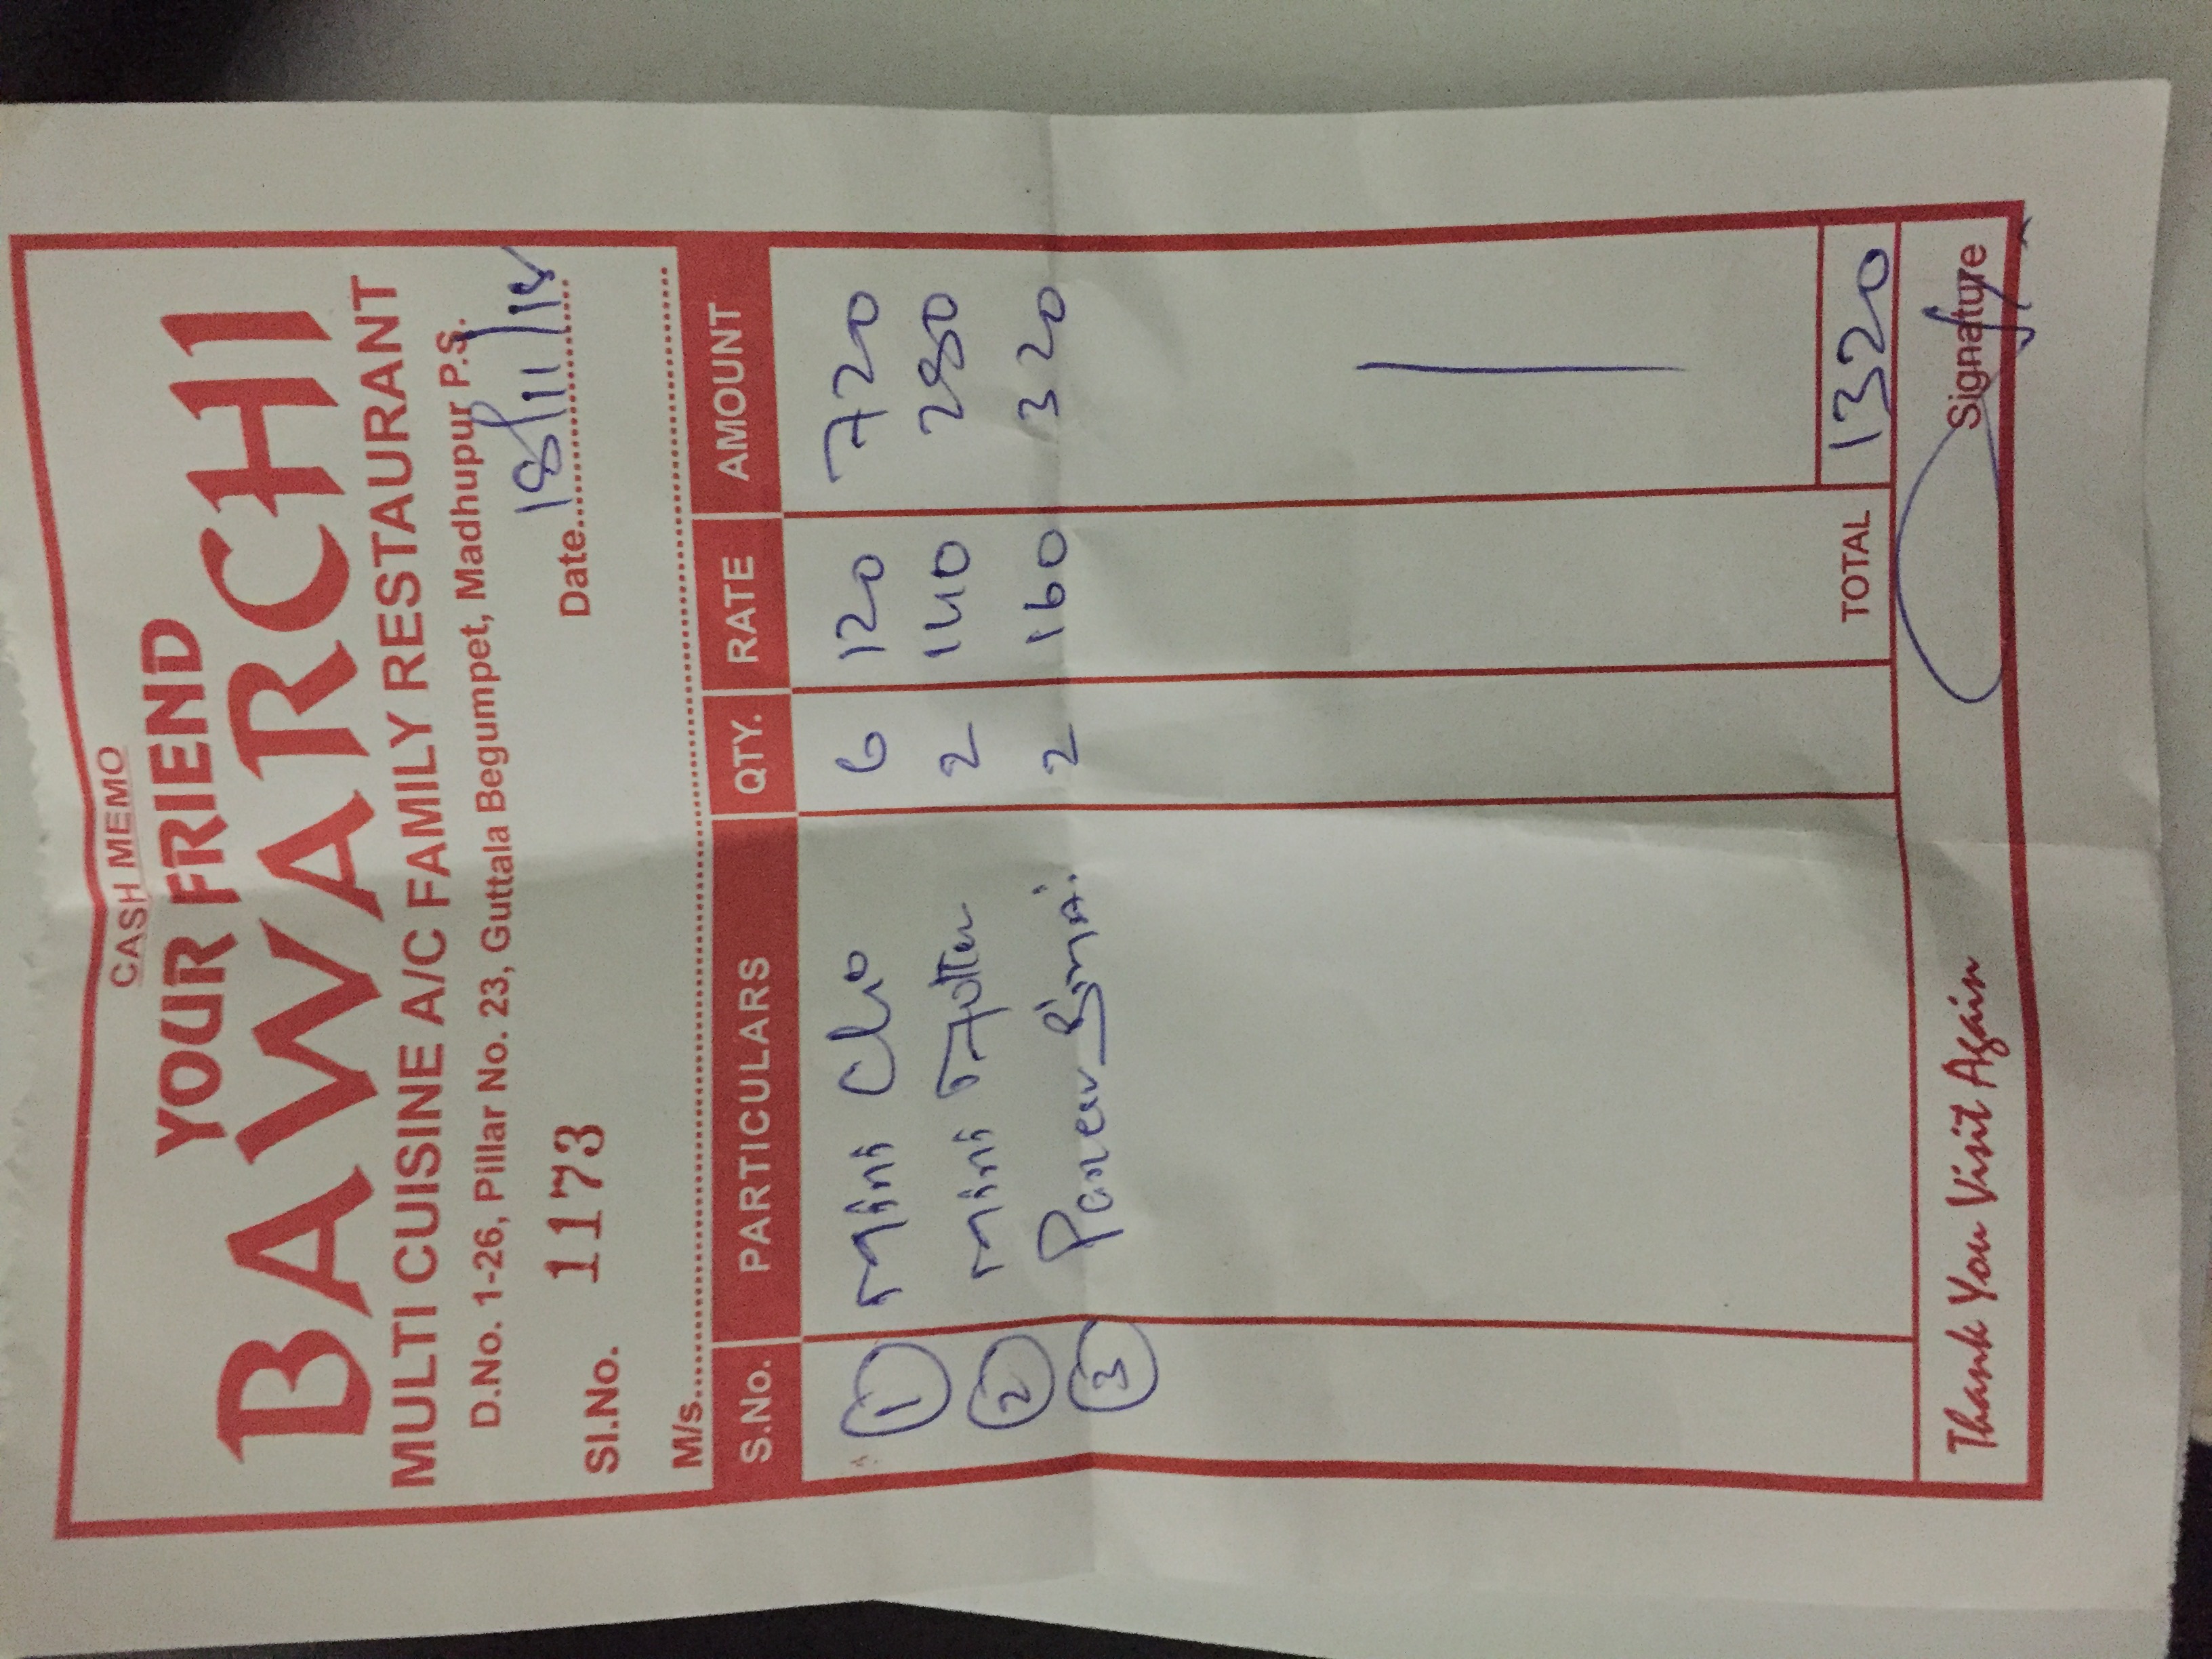 CASH MEMO
YOUR FRIEND
BAWARCHI
MULTI CUISINE A/C FAMILY RESTAURANT
D.No. 1-26, Pillar No. 23, Guttala Begumpet, Madhupur P.S.
Sl.No. 1173 Date 18/11/18
M/s
S.No. PARTICULARS QTY. RATE AMOUNT
1 Mini 6 120 720
2 mini 2 140 280
3 Paneer 2 160 320
TOTAL 1320
Thank You Visit Again Signature